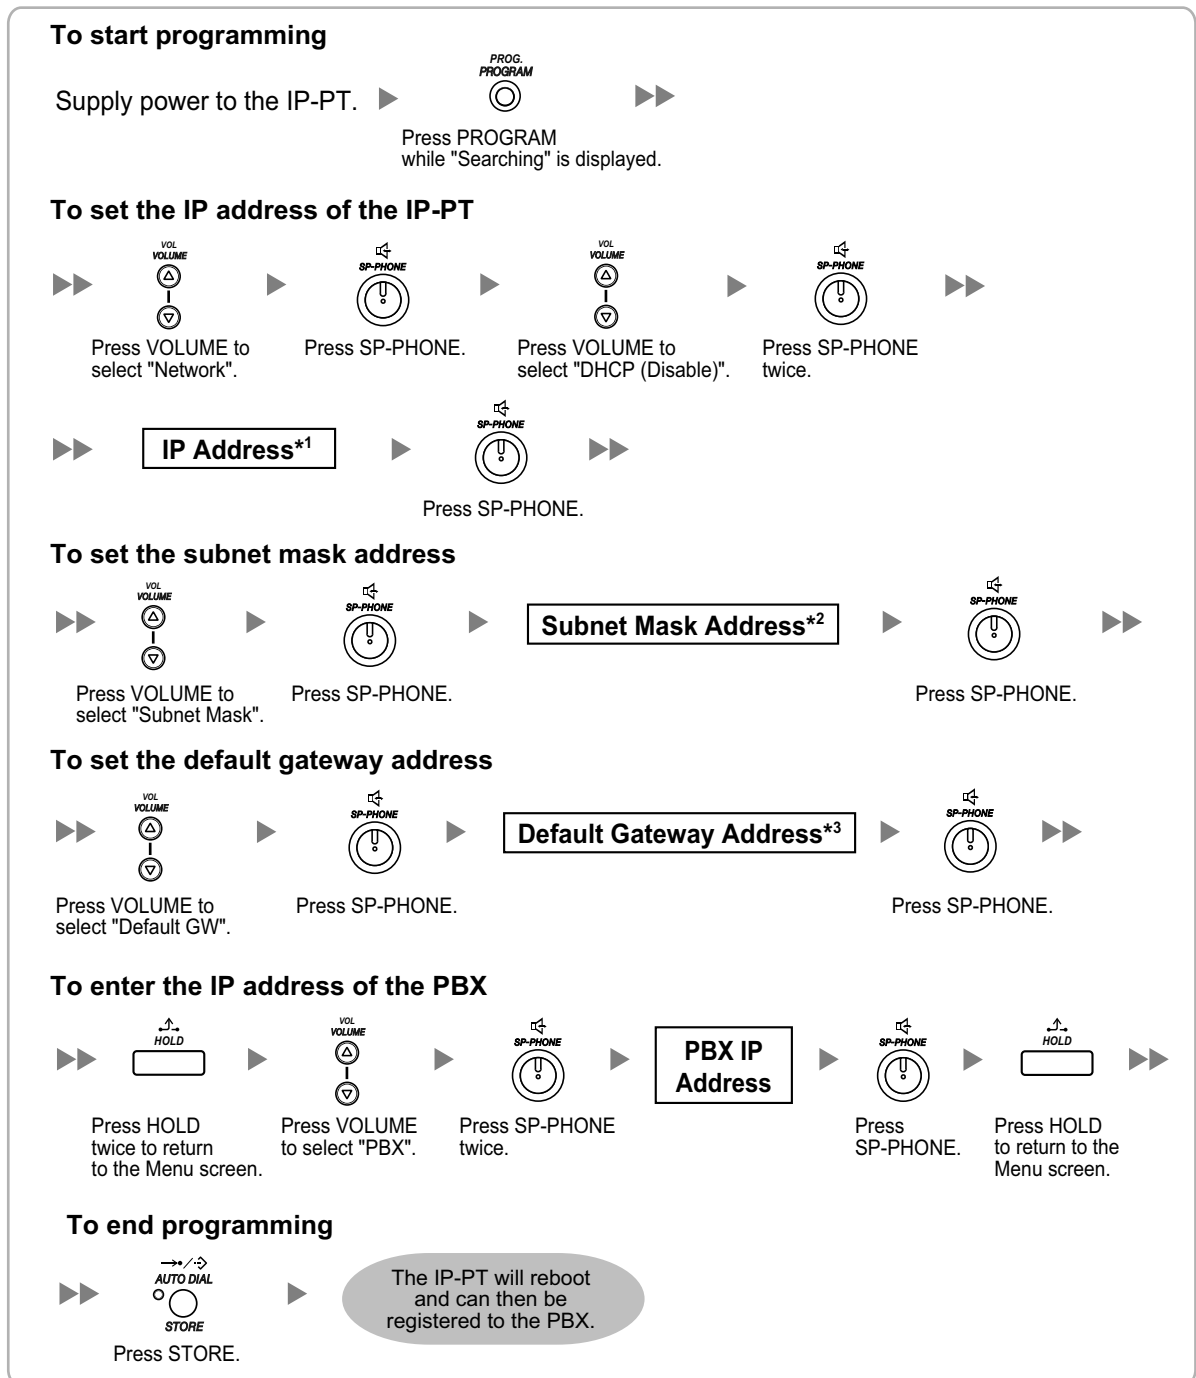 To start programming
PROG.
PROGRAM
Supply power to the IP-PT.
Press PROGRAM
while "Searching" is displayed.
To set the IP address of the IP-PT
VOL
VOLUME
SP-PHONE
VOL
VOLUME
SP-PHONE
Press VOLUME to
select "Network".
Press SP-PHONE.
Press VOLUME to
select "DHCP (Disable)".
Press SP-PHONE
twice.
IP Address*1
SP-PHONE
Press SP-PHONE.
To set the subnet mask address
VOL
VOLUME
SP-PHONE
Subnet Mask Address*2
SP-PHONE
Press VOLUME to
select "Subnet Mask".
Press SP-PHONE.
Press SP-PHONE.
To set the default gateway address
VOL
VOLUME
SP-PHONE
Default Gateway Address*3
SP-PHONE
Press VOLUME to
select "Default GW".
Press SP-PHONE.
Press SP-PHONE.
To enter the IP address of the PBX
HOLD
VOL
VOLUME
SP-PHONE
PBX IP
Address
SP-PHONE
HOLD
Press HOLD
twice to return
to the Menu screen.
Press VOLUME
to select "PBX".
Press SP-PHONE
twice.
Press
SP-PHONE.
Press HOLD
to return to the
Menu screen.
To end programming
AUTO DIAL
STORE
Press STORE.
The IP-PT will reboot
and can then be
registered to the PBX.